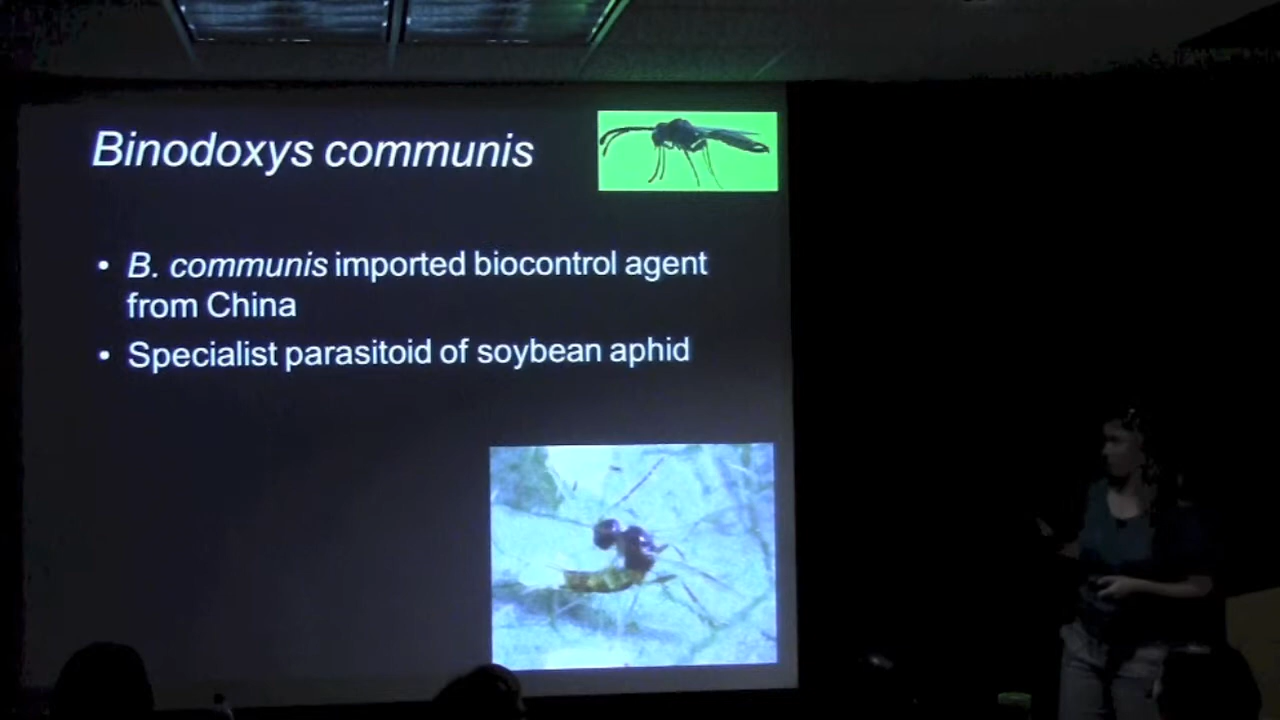 Binodoxys communis
• B. communis imported biocontrol agent
from China
• Specialist parasitoid of soybean aphid